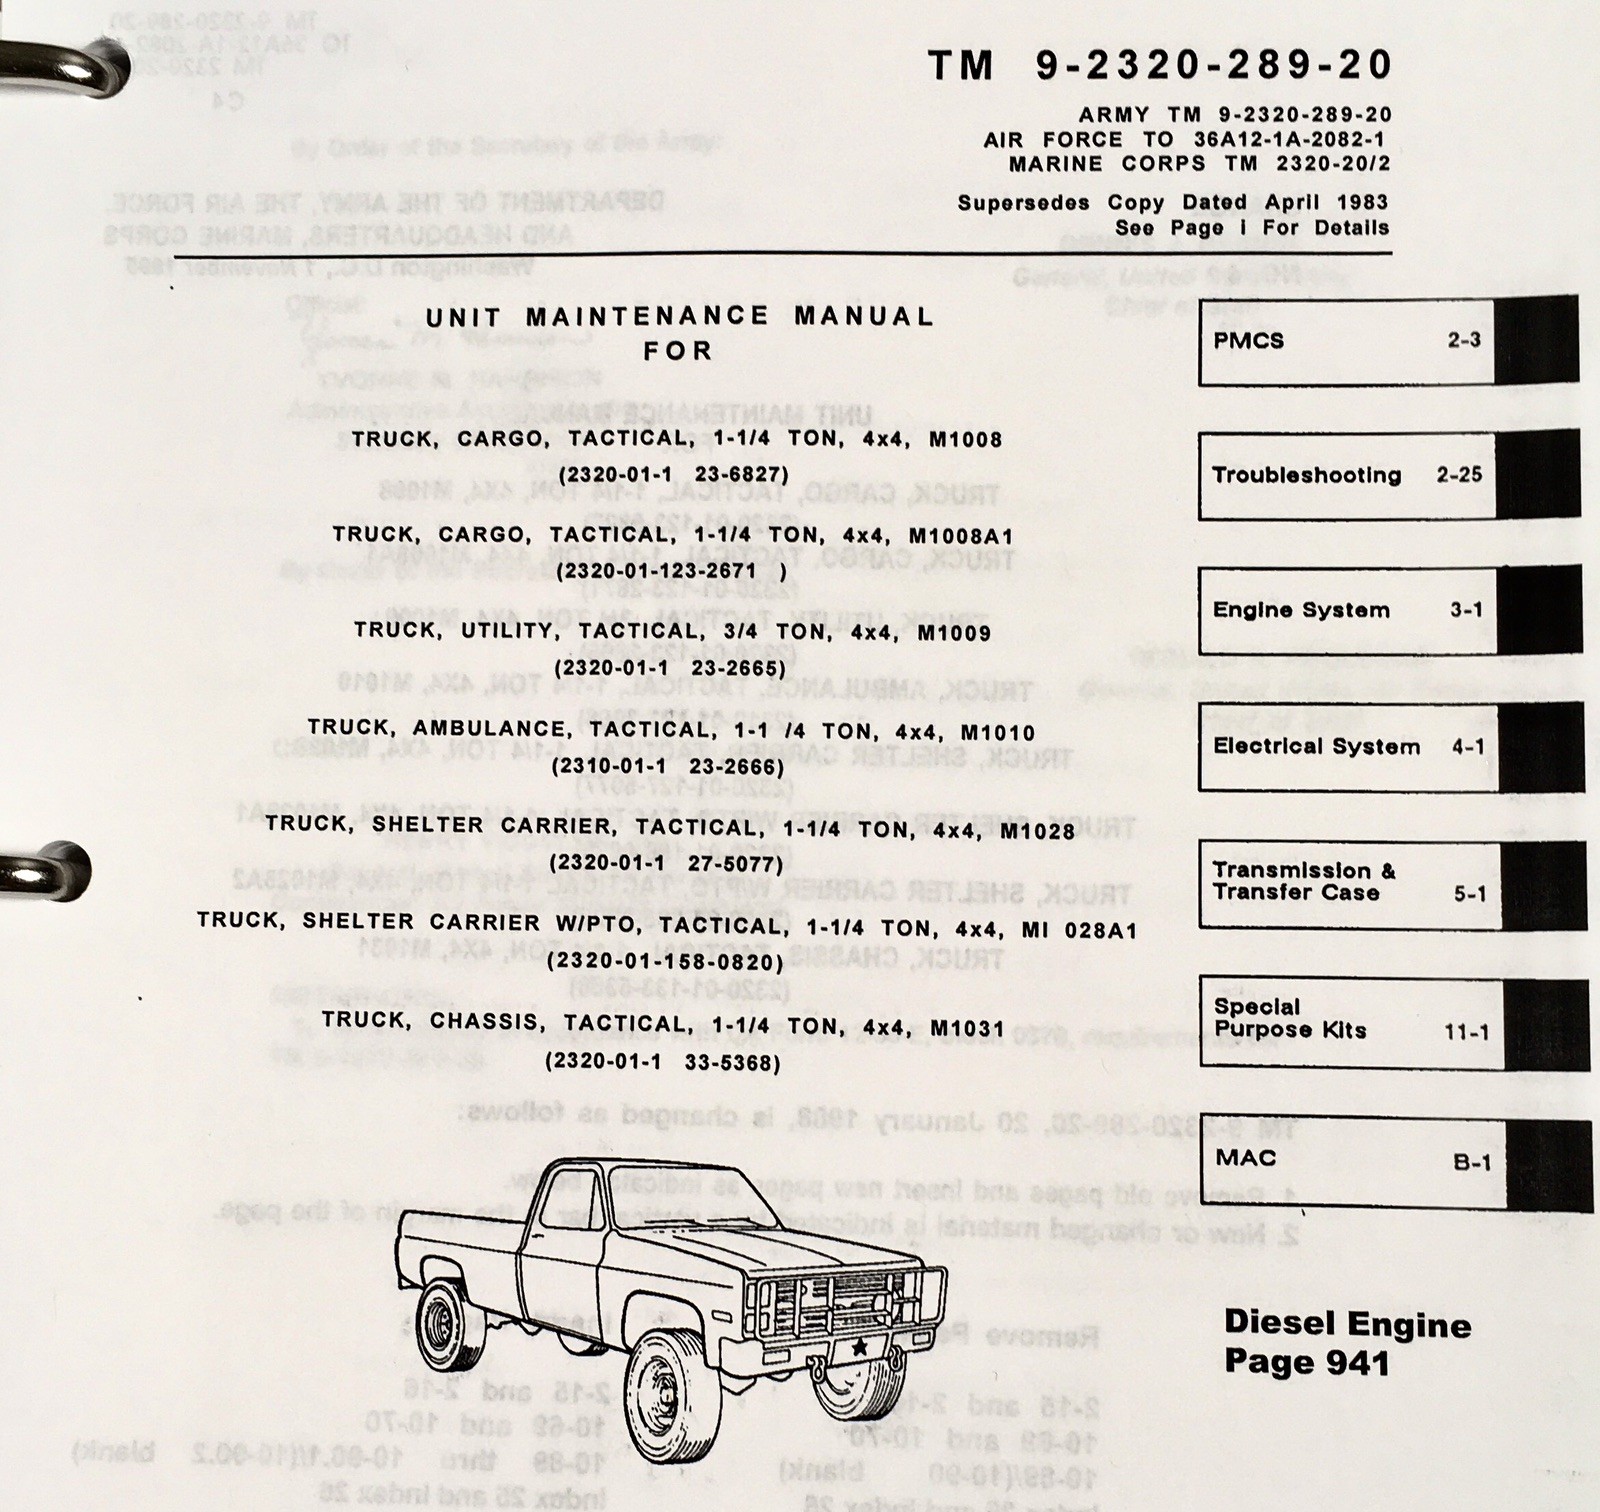 TM 9-2320-289-20
ARMY TM 9-2320-289-20
AIR FORCE TO 36A12-1A-2082-1
MARINE CORPS TM 2320-20/2
Supersedes Copy Dated April 1983
See Page i For Details
UNIT MAINTENANCE MANUAL
FOR
TRUCK, CARGO, TACTICAL, 1-1/4 TON, 4x4, M1008
(2320-01-1 23-6827)
TRUCK, CARGO, TACTICAL, 1-1/4 TON, 4x4, M1008A1
(2320-01-123-2671 )
TRUCK, UTILITY, TACTICAL, 3/4 TON, 4x4, M1009
(2320-01-1 23-2665)
TRUCK, AMBULANCE, TACTICAL, 1-1 /4 TON, 4x4, M1010
(2310-01-1 23-2666)
TRUCK, SHELTER CARRIER, TACTICAL, 1-1/4 TON, 4x4, M1028
(2320-01-1 27-5077)
TRUCK, SHELTER CARRIER W/PTO, TACTICAL, 1-1/4 TON, 4x4, MI 028A1
(2320-01-158-0820)
TRUCK, CHASSIS, TACTICAL, 1-1/4 TON, 4x4, M1031
(2320-01-1 33-5368)
PMCS 2-3
Troubleshooting 2-25
Engine System 3-1
Electrical System 4-1
Transmission &
Transfer Case 5-1
Special
Purpose Kits 11-1
MAC B-1
Diesel Engine
Page 941